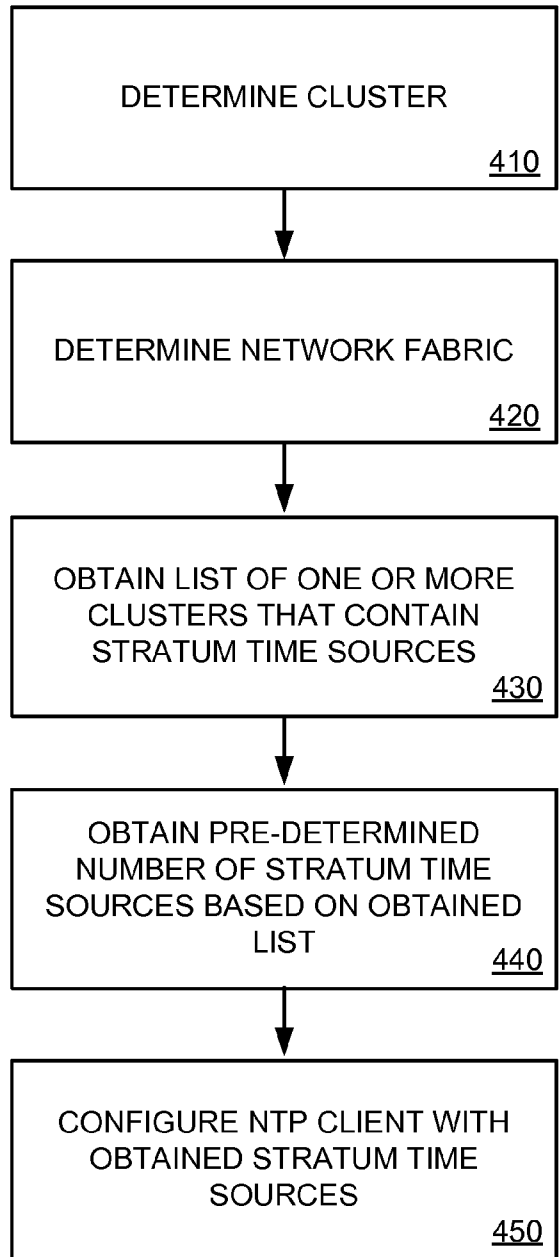 DETERMINE CLUSTER
410
DETERMINE NETWORK FABRIC
420
OBTAIN LIST OF ONE OR MORE
CLUSTERS THAT CONTAIN
STRATUM TIME SOURCES
430
OBTAIN PRE-DETERMINED
NUMBER OF STRATUM TIME
SOURCES BASED ON OBTAINED
LIST
440
CONFIGURE NTP CLIENT WITH
OBTAINED STRATUM TIME
SOURCES
450